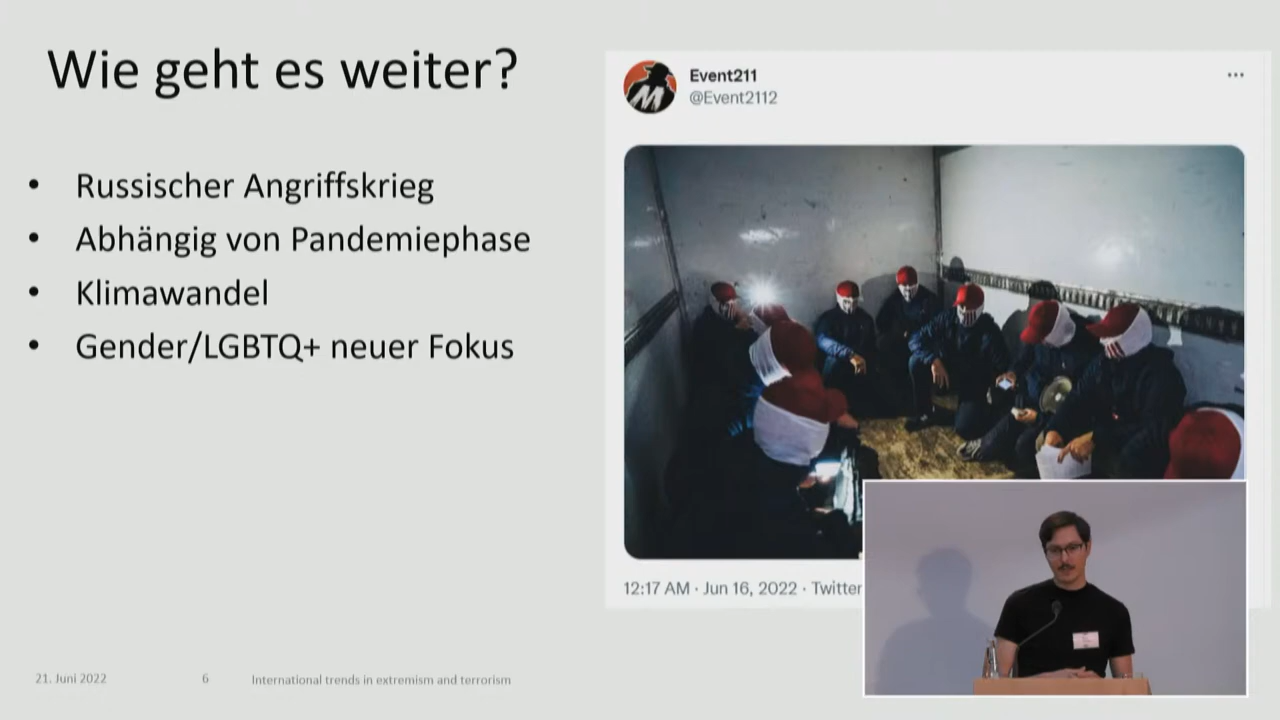 Wie geht es weiter?
• Russischer Angriffskrieg
• Abhängig von Pandemiephase
• Klimawandel
• Gender/LGBTQ+ neuer Fokus
Event211
@Event2112
M
12:17 AM · Jun 16, 2022 · Twitter
21. Juni 2022
6
International trends in extremism and terrorism